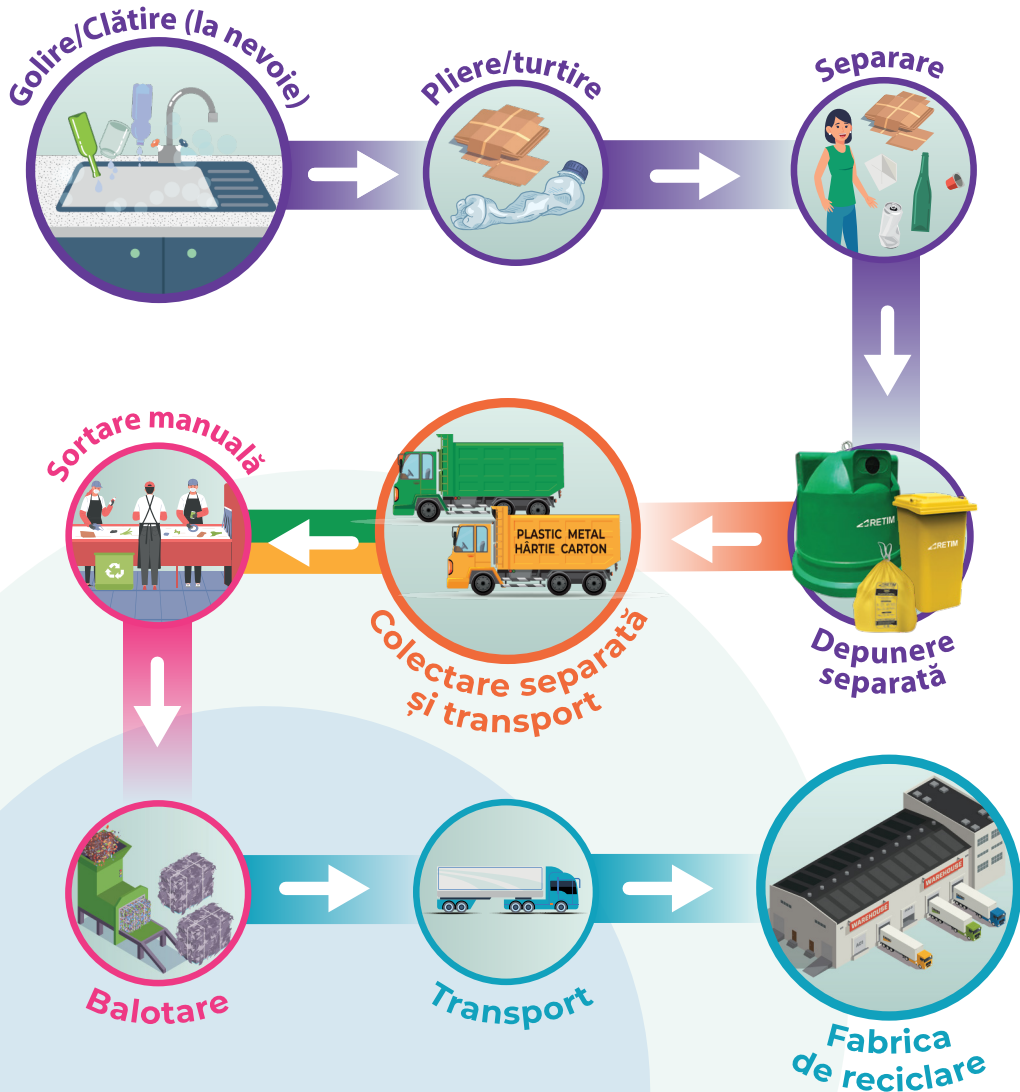 Golire/Clătire (la nevoie)
Pliere/turtire
Separare
RETIM
RETIM
Depunere
separată
PLASTIC METAL
HÂRTIE CARTON
Colectare separată
și transport
Sortare manuală
Balotare
Transport
WAREHOUSE
WAREHOUSE
Fabrica
de reciclare